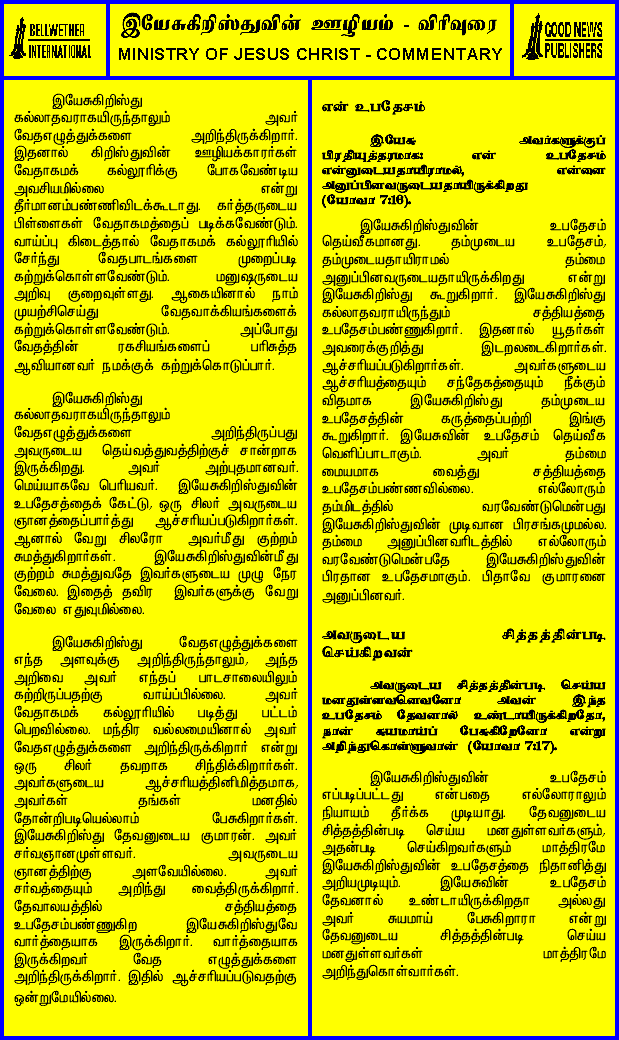 BELLWETHER
INTERNATIONAL
இயேசுகிறிஸ்துவின் ஊழியம் - விரிவுரை
MINISTRY OF JESUS CHRIST - COMMENTARY
GOOD NEWS
PUBLISHERS
இயேசுகிறிஸ்து
கல்லாதவராகயிருந்தாலும் அவர்
வேதஎழுத்துக்களை அறிந்திருக்கிறார்.
இதனால் கிறிஸ்துவின் ஊழியக்காரர்கள்
வேதாகமக் கல்லூரிக்கு போகவேண்டிய
அவசியமில்லை என்று
தீர்மானம்பண்ணிவிடக்கூடாது. கர்த்தருடைய
பிள்ளைகள் வேதாகமத்தைப் படிக்கவேண்டும்.
வாய்ப்பு கிடைத்தால் வேதாகமக் கல்லூரியில்
சேர்ந்து வேதபாடங்களை முறைப்படி
கற்றுக்கொள்ளவேண்டும். மனுஷருடைய
அறிவு குறைவுள்ளது. ஆகையினால் நாம்
முயற்சிசெய்து வேதவாக்கியங்களைக்
கற்றுக்கொள்ளவேண்டும். அப்போது
வேதத்தின் ரகசியங்களைப் பரிசுத்த
ஆவியானவர் நமக்குக் கற்றுக்கொடுப்பார்.
இயேசுகிறிஸ்து
கல்லாதவராகயிருந்தாலும்
வேதஎழுத்துக்களை அறிந்திருப்பது
அவருடைய தெய்வத்துவத்திற்குச் சான்றாக
இருக்கிறது. அவர் அற்புதமானவர்.
மெய்யாகவே பெரியவர். இயேசுகிறிஸ்துவின்
உபதேசத்தைக் கேட்டு, ஒரு சிலர் அவருடைய
ஞானத்தைப்பார்த்து ஆச்சரியப்படுகிறார்கள்.
ஆனால் வேறு சிலரோ அவர்மீது குற்றம்
சுமத்துகிறார்கள். இயேசுகிறிஸ்துவின்மீது
குற்றம் சுமத்துவதே இவர்களுடைய முழு நேர
வேலை. இதைத் தவிர இவர்களுக்கு வேறு
வேலை எதுவுமில்லை.
இயேசுகிறிஸ்து வேதஎழுத்துக்களை
எந்த அளவுக்கு அறிந்திருந்தாலும், அந்த
அறிவை அவர் எந்தப் பாடசாலையிலும்
கற்றிருப்பதற்கு வாய்ப்பில்லை. அவர்
வேதாகமக் கல்லூரியில் படித்து பட்டம்
பெறவில்லை. மந்திர வல்லமையினால் அவர்
வேதஎழுத்துக்களை அறிந்திருக்கிறார் என்று
ஒரு சிலர் தவறாக சிந்திக்கிறார்கள்.
அவர்களுடைய ஆச்சரியத்தினிமித்தமாக,
அவர்கள் தங்கள் மனதில்
தோன்றிபடியெல்லாம் பேசுகிறார்கள்.
இயேசுகிறிஸ்து தேவனுடைய குமாரன். அவர்
சர்வஞானமுள்ளவர். அவருடைய
ஞானத்திற்கு அளவேயில்லை. அவர்
சர்வத்தையும் அறிந்து வைத்திருக்கிறார்.
தேவாலயத்தில் சத்தியத்தை
உபதேசம்பண்ணுகிற இயேசுகிறிஸ்துவே
வார்த்தையாக இருக்கிறார். வார்த்தையாக
இருக்கிறவர் வேத எழுத்துக்களை
அறிந்திருக்கிறார். இதில் ஆச்சரியப்படுவதற்கு
ஒன்றுமேயில்லை.
என் உபதேசம்
இயேசு அவர்களுக்குப்
பிரதியுத்தரமாக: என் உபதேசம்
என்னுடையதாயிராமல், என்னை
அனுப்பினவருடையதாயிருக்கிறது
(யோவா 7:16).
இயேசுகிறிஸ்துவின் உபதேசம்
தெய்வீகமானது. தம்முடைய உபதேசம்,
தம்முடையதாயிராமல் தம்மை
அனுப்பினவருடையதாயிருக்கிறது என்று
இயேசுகிறிஸ்து கூறுகிறார். இயேசுகிறிஸ்து
கல்லாதவராயிருந்தும் சத்தியத்தை
உபதேசம்பண்ணுகிறார். இதனால் யூதர்கள்
அவரைக்குறித்து இடறலடைகிறார்கள்.
ஆச்சரியப்படுகிறார்கள். அவர்களுடைய
ஆச்சரியத்தையும் சந்தேகத்தையும் நீக்கும்
விதமாக இயேசுகிறிஸ்து தம்முடைய
உபதேசத்தின் கருத்தைப்பற்றி இங்கு
கூறுகிறார். இயேசுவின் உபதேசம் தெய்வீக
வெளிப்பாடாகும். அவர் தம்மை
மையமாக வைத்து சத்தியத்தை
உபதேசம்பண்ணவில்லை. எல்லோரும்
தம்மிடத்தில் வரவேண்டுமென்பது
இயேசுகிறிஸ்துவின் முடிவான பிரசங்கமுமல்ல.
தம்மை அனுப்பினவரிடத்தில் எல்லோரும்
வரவேண்டுமென்பதே இயேசுகிறிஸ்துவின்
பிரதான உபதேசமாகும். பிதாவே குமாரனை
அனுப்பினவர்.
அவருடைய சித்தத்தின்படி
செய்கிறவன்
அவருடைய சித்தத்தின்படி செய்ய
மனதுள்ளவனெவனோ அவன் இந்த
உபதேசம் தேவனால் உண்டாயிருக்கிறதோ,
நான் சுயமாய்ப் பேசுகிறேனோ என்று
அறிந்துகொள்ளுவான் (யோவா 7:17).
இயேசுகிறிஸ்துவின் உபதேசம்
எப்படிப்பட்டது என்பதை எல்லோராலும்
நியாயம் தீர்க்க முடியாது. தேவனுடைய
சித்தத்தின்படி செய்ய மனதுள்ளவர்களும்,
அதன்படி செய்கிறவர்களும் மாத்திரமே
இயேசுகிறிஸ்துவின் உபதேசத்தை நிதானித்து
அறியமுடியும். இயேசுவின் உபதேசம்
தேவனால் உண்டாயிருக்கிறதா அல்லது
அவர் சுயமாய் பேசுகிறாரா என்று
தேவனுடைய சித்தத்தின்படி செய்ய
மனதுள்ளவர்கள் மாத்திரமே
அறிந்துகொள்வார்கள்.